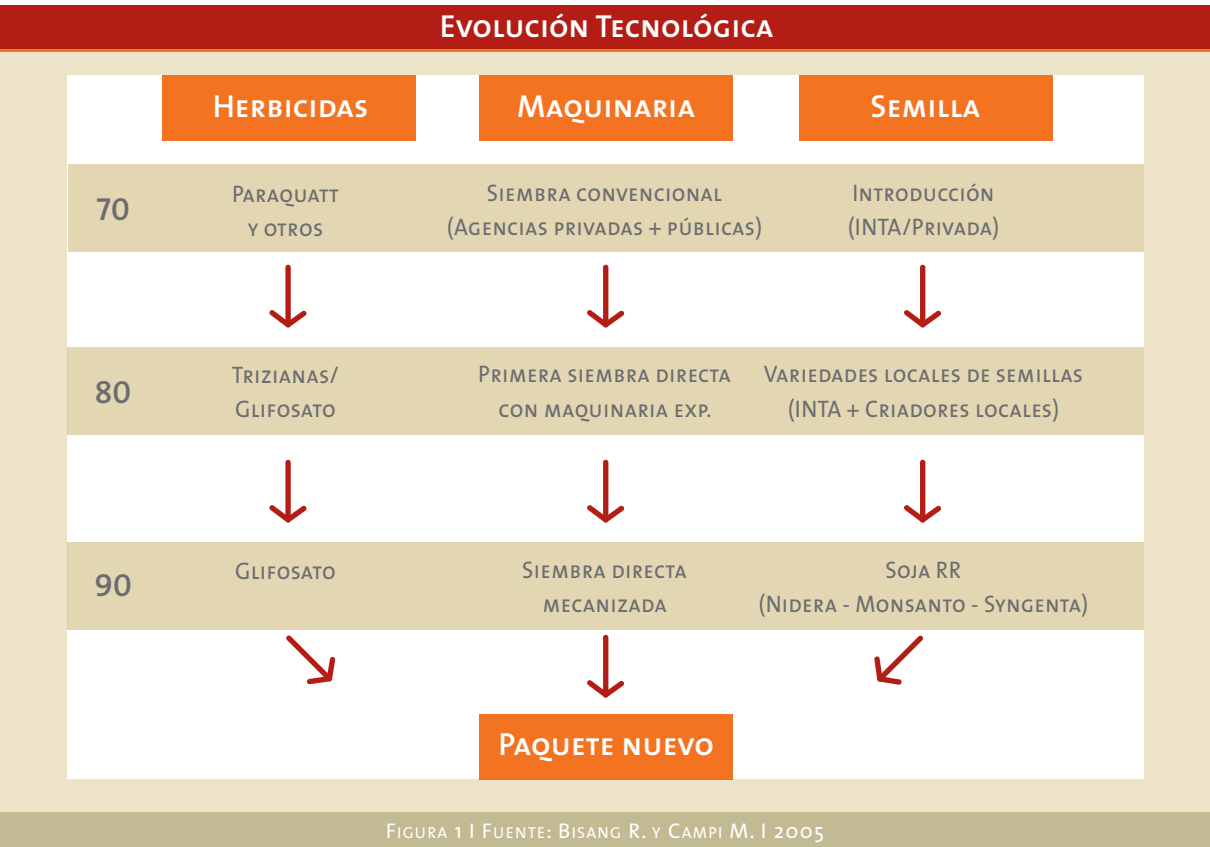 Evolución Tecnológica
Herbicidas
Maquinaria
Semilla
70
Paraquatt
y otros
Siembra convencional
(Agencias privadas + públicas)
Introducción
(INTA/Privada)
80
Trizianas/
Glifosato
Primera siembra directa
con maquinaria exp.
Variedades locales de semillas
(INTA + Criadores locales)
90
Glifosato
Siembra directa
mecanizada
Soja RR
(Nidera - Monsanto - Syngenta)
Paquete nuevo
Figura 1 | Fuente: Bisang R. y Campi M. | 2005